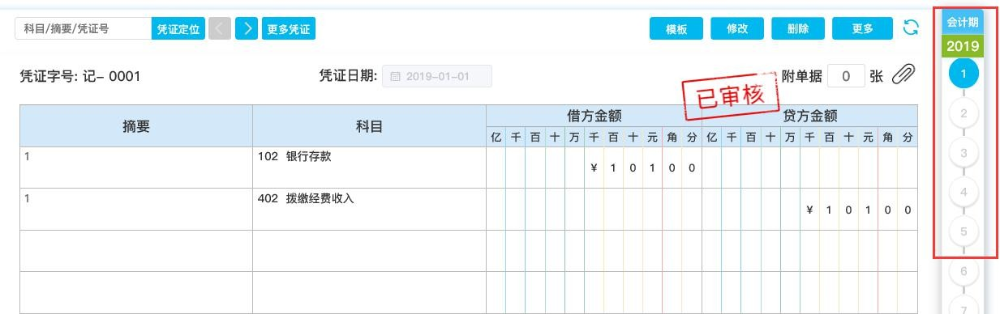 科目/摘要/凭证号 凭证定位 更多凭证 模板 修改 删除 更多 会计期
2019
凭证字号: 记– 0001 凭证日期: 2019-01-01 附单据 0 张 1
已审核
摘要 科目 借方金额 贷方金额 2
亿 千 百 十 万 千 百 十 元 角 分 亿 千 百 十 万 千 百 十 元 角 分
1 102 银行存款 ¥ 1 0 1 0 0 3
1 402 拨缴经费收入 ¥ 1 0 1 0 0 4
5
6
7